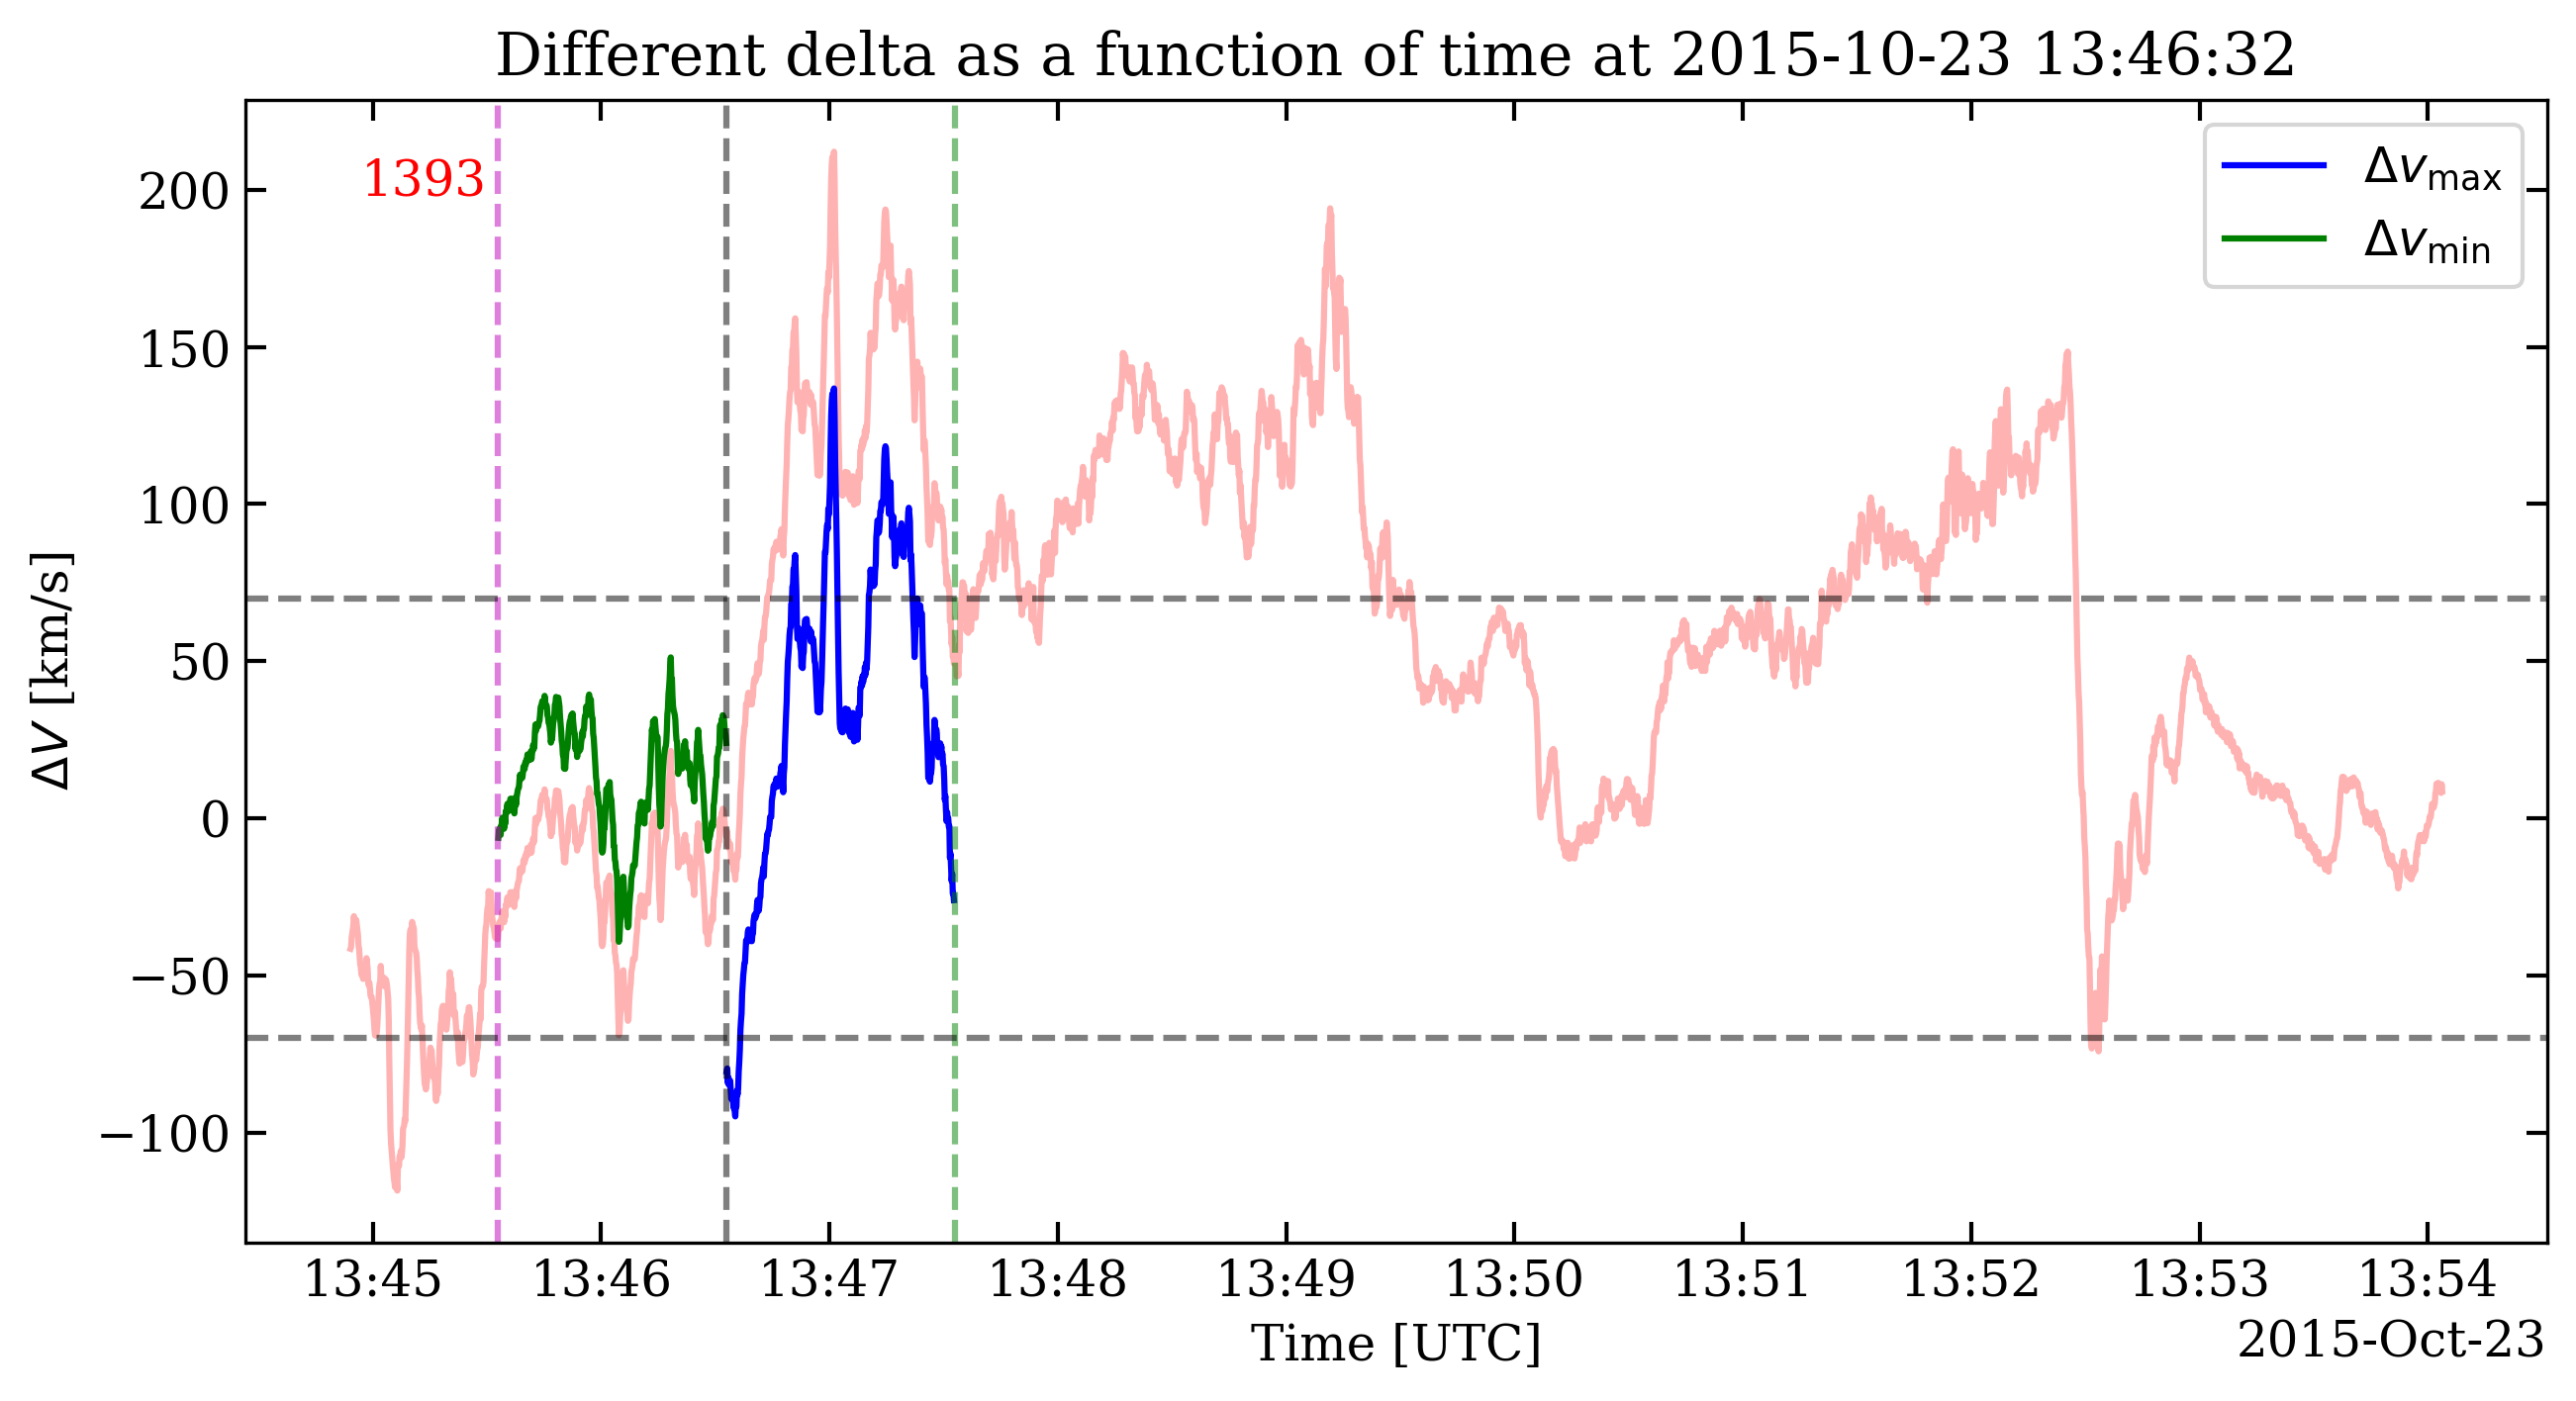 Different delta as a function of time at 2015-10-23 13:46:32
1393
Δv_max
Δv_min
ΔV [km/s]
200
150
100
50
0
−50
−100
13:45 13:46 13:47 13:48 13:49 13:50 13:51 13:52 13:53 13:54
Time [UTC]
2015-Oct-23